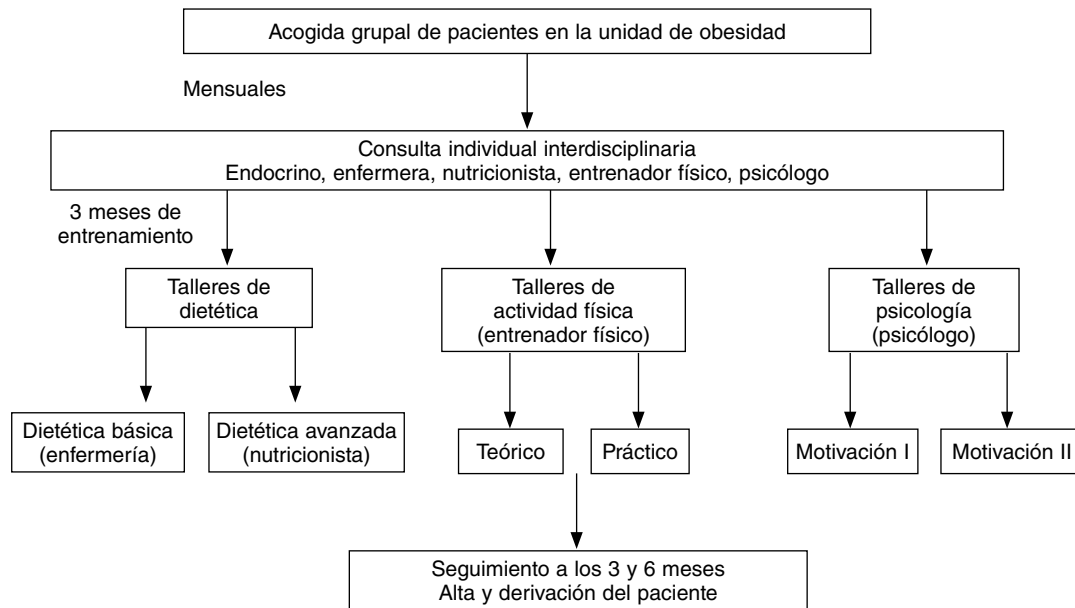 Acogida grupal de pacientes en la unidad de obesidad
Mensuales
Consulta individual interdisciplinaria
Endocrino, enfermera, nutricionista, entrenador físico, psicólogo
3 meses de
entrenamiento
Talleres de
dietética
Talleres de
actividad física
(entrenador físico)
Talleres de
psicología
(psicólogo)
Dietética básica
(enfermería)
Dietética avanzada
(nutricionista)
Teórico
Práctico
Motivación I
Motivación II
Seguimiento a los 3 y 6 meses
Alta y derivación del paciente